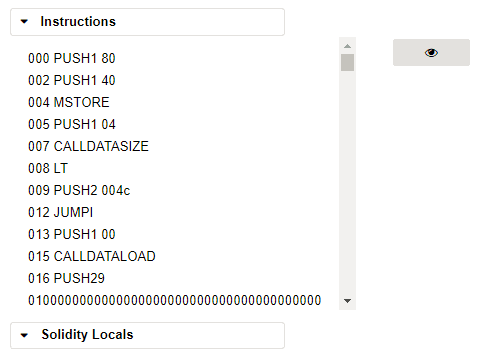 Instructions
000 PUSH1 80
002 PUSH1 40
004 MSTORE
005 PUSH1 04
007 CALLDATASIZE
008 LT
009 PUSH2 004c
012 JUMPI
013 PUSH1 00
015 CALLDATALOAD
016 PUSH29
0100000000000000000000000000000000000000
Solidity Locals